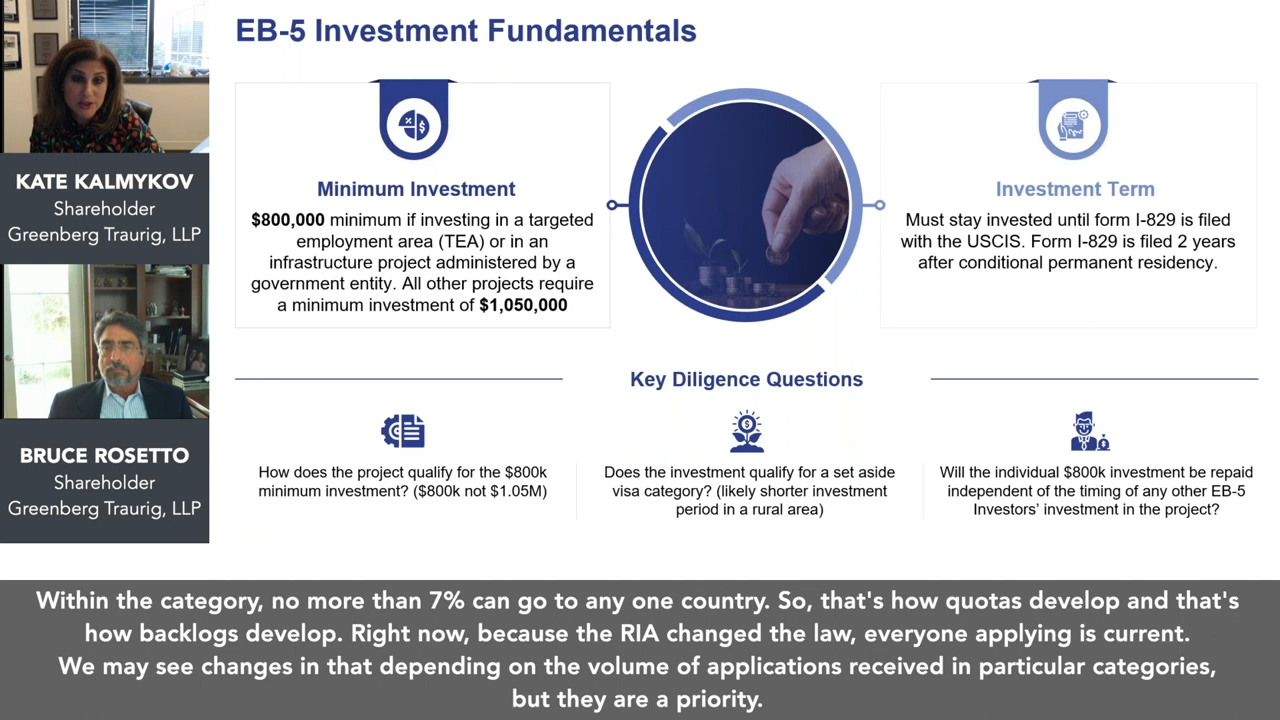 EB-5 Investment Fundamentals
KATE KALMYKOV
Shareholder
Greenberg Traurig, LLP
BRUCE ROSETTO
Shareholder
Greenberg Traurig, LLP
Minimum Investment
$800,000 minimum if investing in a targeted
employment area (TEA) or in an
infrastructure project administered by a
government entity. All other projects require
a minimum investment of $1,050,000
Investment Term
Must stay invested until form I-829 is filed
with the USCIS. Form I-829 is filed 2 years
after conditional permanent residency.
Key Diligence Questions
How does the project qualify for the $800k
minimum investment? ($800k not $1.05M)
Does the investment qualify for a set aside
visa category? (likely shorter investment
period in a rural area)
Will the individual $800k investment be repaid
independent of the timing of any other EB-5
Investors' investment in the project?
Within the category, no more than 7% can go to any one country. So, that's how quotas develop and that's
how backlogs develop. Right now, because the RIA changed the law, everyone applying is current.
We may see changes in that depending on the volume of applications received in particular categories,
but they are a priority.